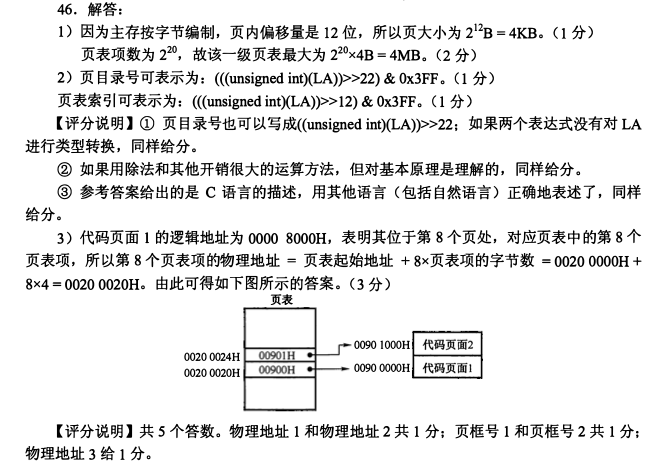 46．解答：
1）因为主存按字节编制，页内偏移量是 12 位，所以页大小为 2¹²B = 4KB。（1 分）
页表项数为 2²⁰，故该一级页表最大为 2²⁰×4B = 4MB。（2 分）
2）页目录号可表示为：(((unsigned int)(LA))>>22) & 0x3FF。（1 分）
页表索引可表示为：(((unsigned int)(LA))>>12) & 0x3FF。（1 分）
【评分说明】① 页目录号也可以写成((unsigned int)(LA))>>22；如果两个表达式没有对 LA
进行类型转换，同样给分。
② 如果用除法和其他开销很大的运算方法，但对基本原理是理解的，同样给分。
③ 参考答案给出的是 C 语言的描述，用其他语言（包括自然语言）正确地表述了，同样
给分。
3）代码页面 1 的逻辑地址为 0000 8000H，表明其位于第 8 个页处，对应页表中的第 8 个
页表项，所以第 8 个页表项的物理地址 = 页表起始地址 + 8×页表项的字节数 = 0020 0000H +
8×4 = 0020 0020H。由此可得如下图所示的答案。（3 分）
页表
0020 0024H 00901H 0090 1000H 代码页面2
0020 0020H 00900H 0090 0000H 代码页面1
【评分说明】共 5 个答数。物理地址 1 和物理地址 2 共 1 分；页框号 1 和页框号 2 共 1 分；
物理地址 3 给 1 分。